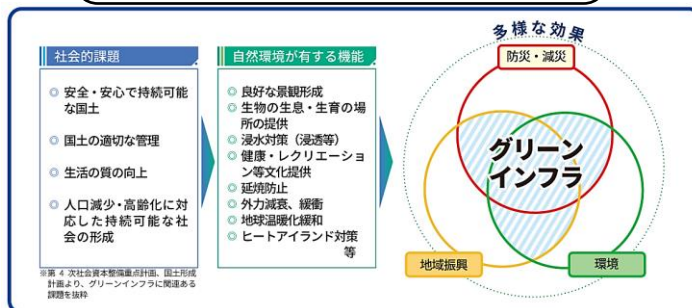 社会的課題
◎ 安全・安心で持続可能
な国土
◎ 国土の適切な管理
◎ 生活の質の向上
◎ 人口減少・高齢化に対
応した持続可能な社
会の形成
※第 4 次社会資本整備重点計画、国土形成
計画より、グリーンインフラに関連ある
課題を抜粋
自然環境が有する機能
◎ 良好な景観形成
◎ 生物の生息・生育の場
所の提供
◎ 浸水対策（浸透等）
◎ 健康・レクリエーショ
ン等文化提供
◎ 延焼防止
◎ 外力減衰、緩衝
◎ 地球温暖化緩和
◎ ヒートアイランド対策
等
多様な効果
防災・減災
グリーン
インフラ
地域振興
環境